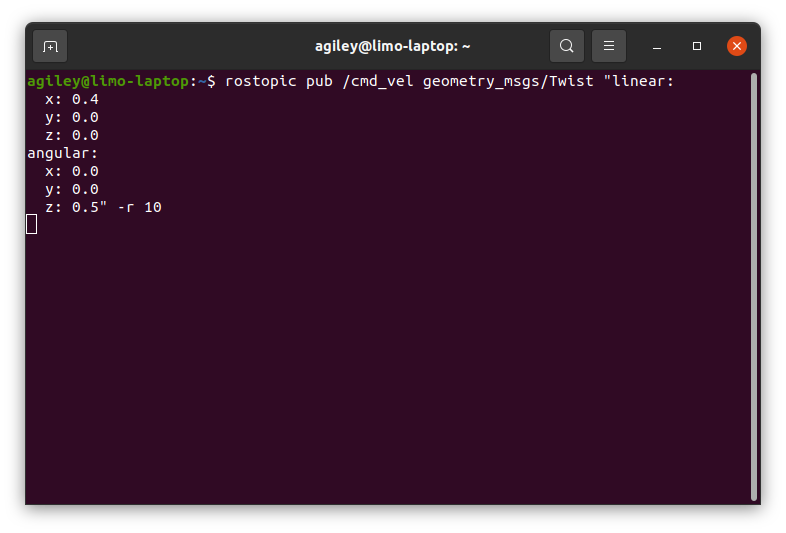 agiley@limo-laptop: ~
agiley@limo-laptop:~$ rostopic pub /cmd_vel geometry_msgs/Twist "linear:
  x: 0.4
  y: 0.0
  z: 0.0
angular:
  x: 0.0
  y: 0.0
  z: 0.5" -r 10